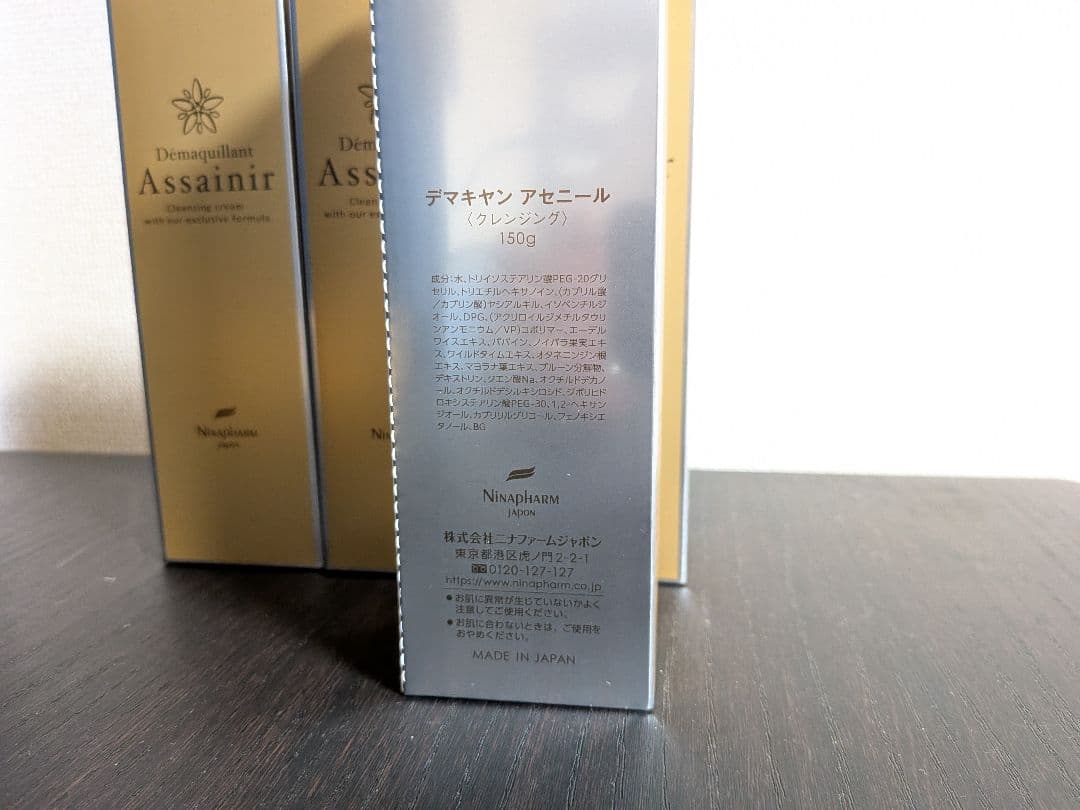 Démaquillant
Assainir
Cleansing cream
with our exclusive Formula
NINAPHARM
JAPON
Dém
Ass
Clean
with our ex
Nin
デマキヤン アセニール
〈クレンジング〉
150g
成分:水、トリイソステアリン酸PEG-20グリ
セリル、トリエチルヘキサノイン、(カプリル酸
/カプリン酸)ヤシアルキル、イソペンチルジ
オール、DPG、(アクリロイルジメチルタウリ
ンアンモニウム/VP)コポリマー、エーデル
ワイスエキス、パパイン、ノイバラ果実エキ
ス、ワイルドタイムエキス、オタネニンジン根
エキス、マヨラナ葉エキス、プルーン分解物、
デキストリン、クエン酸Na、オクチルドデカノ
ール、オクチルドデシルキシロシド、ジポリヒド
ロキシステアリン酸PEG-30、1,2-ヘキサン
ジオール、カプリリルグリコール、フェノキシエ
タノール、BG
NINAPHARM
JAPON
株式会社ニナファームジャポン
東京都港区虎ノ門2-2-1
0120-127-127
https://www.ninapharm.co.jp
●お肌に異常が生じていないかよく
注意してご使用ください。
●お肌に合わないときは、ご使用を
おやめください。
MADE IN JAPAN